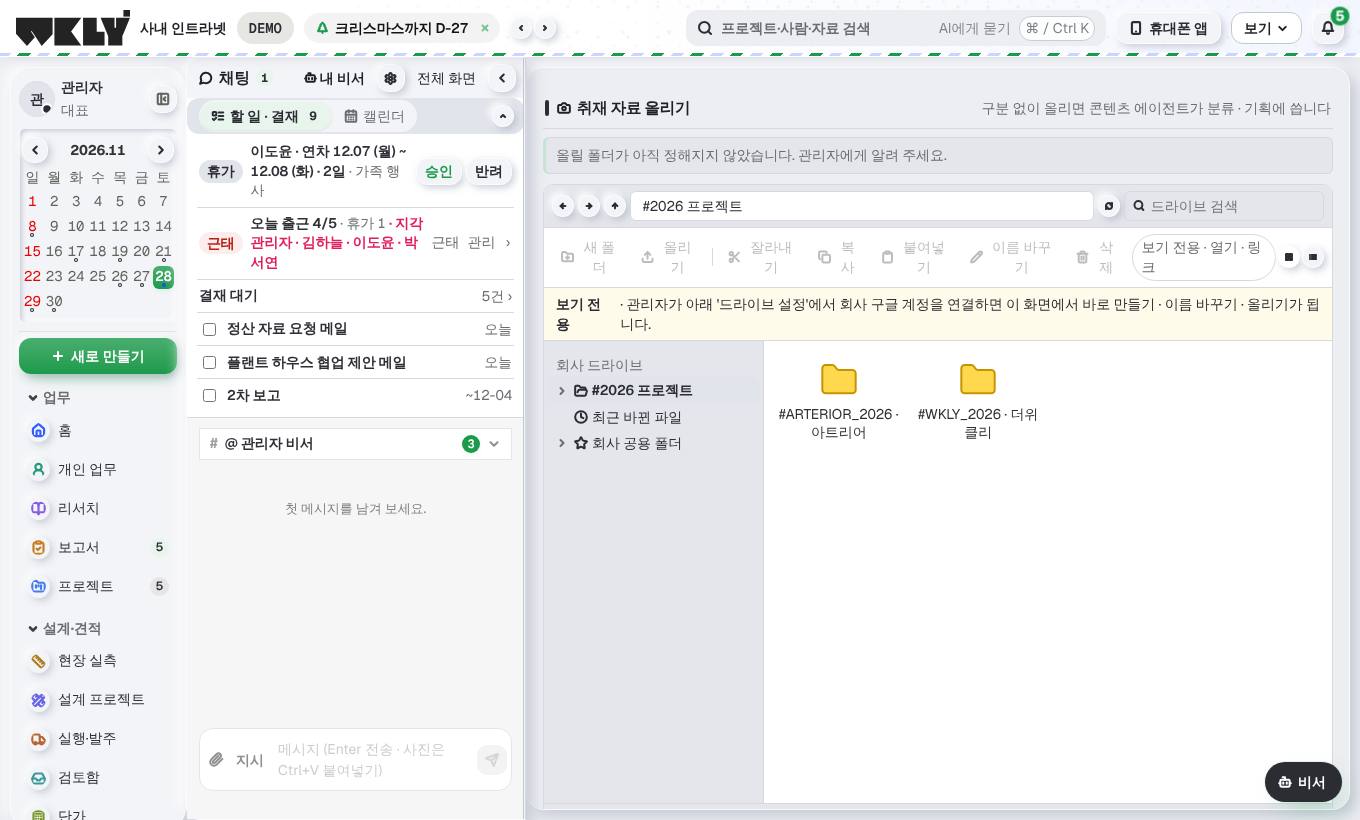 WKLY 사내 인트라넷 DEMO 크리스마스까지 D-27 × 프로젝트·사람·자료 검색 AI에게 묻기 ⌘ / Ctrl K 휴대폰 앱 보기 5
관 관리자
대표
2026.11
일 월 화 수 목 금 토
1 2 3 4 5 6 7
8 9 10 11 12 13 14
15 16 17 18 19 20 21
22 23 24 25 26 27 28
29 30
+ 새로 만들기
업무
홈
개인 업무
리서치
보고서 5
프로젝트 5
설계·견적
현장 실측
설계 프로젝트
실행·발주
검토함
단가
채팅 1 내 비서 전체 화면
할 일 · 결재 9 캘린더
휴가 이도윤 · 연차 12.07 (월) ~
12.08 (화) · 2일 · 가족 행
사
승인 반려
근태 오늘 출근 4/5 · 휴가 1 · 지각
관리자 · 김하늘 · 이도윤 · 박
서연
근태 관리 ›
결재 대기 5건 ›
정산 자료 요청 메일 오늘
플랜트 하우스 협업 제안 메일 오늘
2차 보고 ~12-04
# @ 관리자 비서 3
첫 메시지를 남겨 보세요.
지시 메시지 (Enter 전송 · 사진은
Ctrl+V 붙여넣기)
취재 자료 올리기 구분 없이 올리면 콘텐츠 에이전트가 분류 · 기획에 씁니다
올릴 폴더가 아직 정해지지 않았습니다. 관리자에게 알려 주세요.
#2026 프로젝트 드라이브 검색
새 폴
더
올리
기
잘라내
기
복
사
붙여넣
기
이름 바꾸
기
삭
제
보기 전용 · 열기 · 링
크
보기 전
용
· 관리자가 아래 '드라이브 설정'에서 회사 구글 계정을 연결하면 이 화면에서 바로 만들기 · 이름 바꾸기 · 올리기가 됩
니다.
회사 드라이브
#2026 프로젝트
최근 바뀐 파일
회사 공용 폴더
#ARTERIOR_2026 ·
아트리어
#WKLY_2026 · 더위
클리
비서